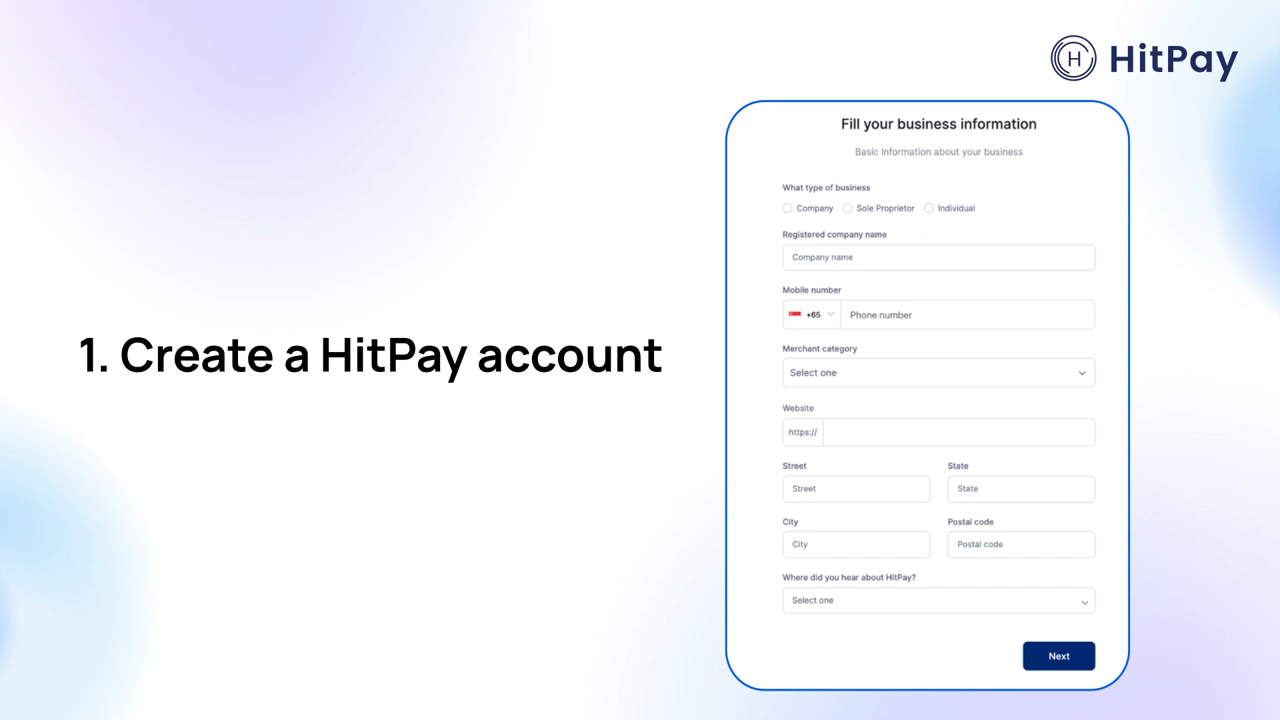 HitPay
1. Create a HitPay account
Fill your business information
Basic information about your business
What type of business
Company Sole Proprietor Individual
Registered company name
Company name
Mobile number
+65 Phone number
Merchant category
Select one
Website
https://
Street State
Street State
City Postal code
City Postal code
Where did you hear about HitPay?
Select one
Next